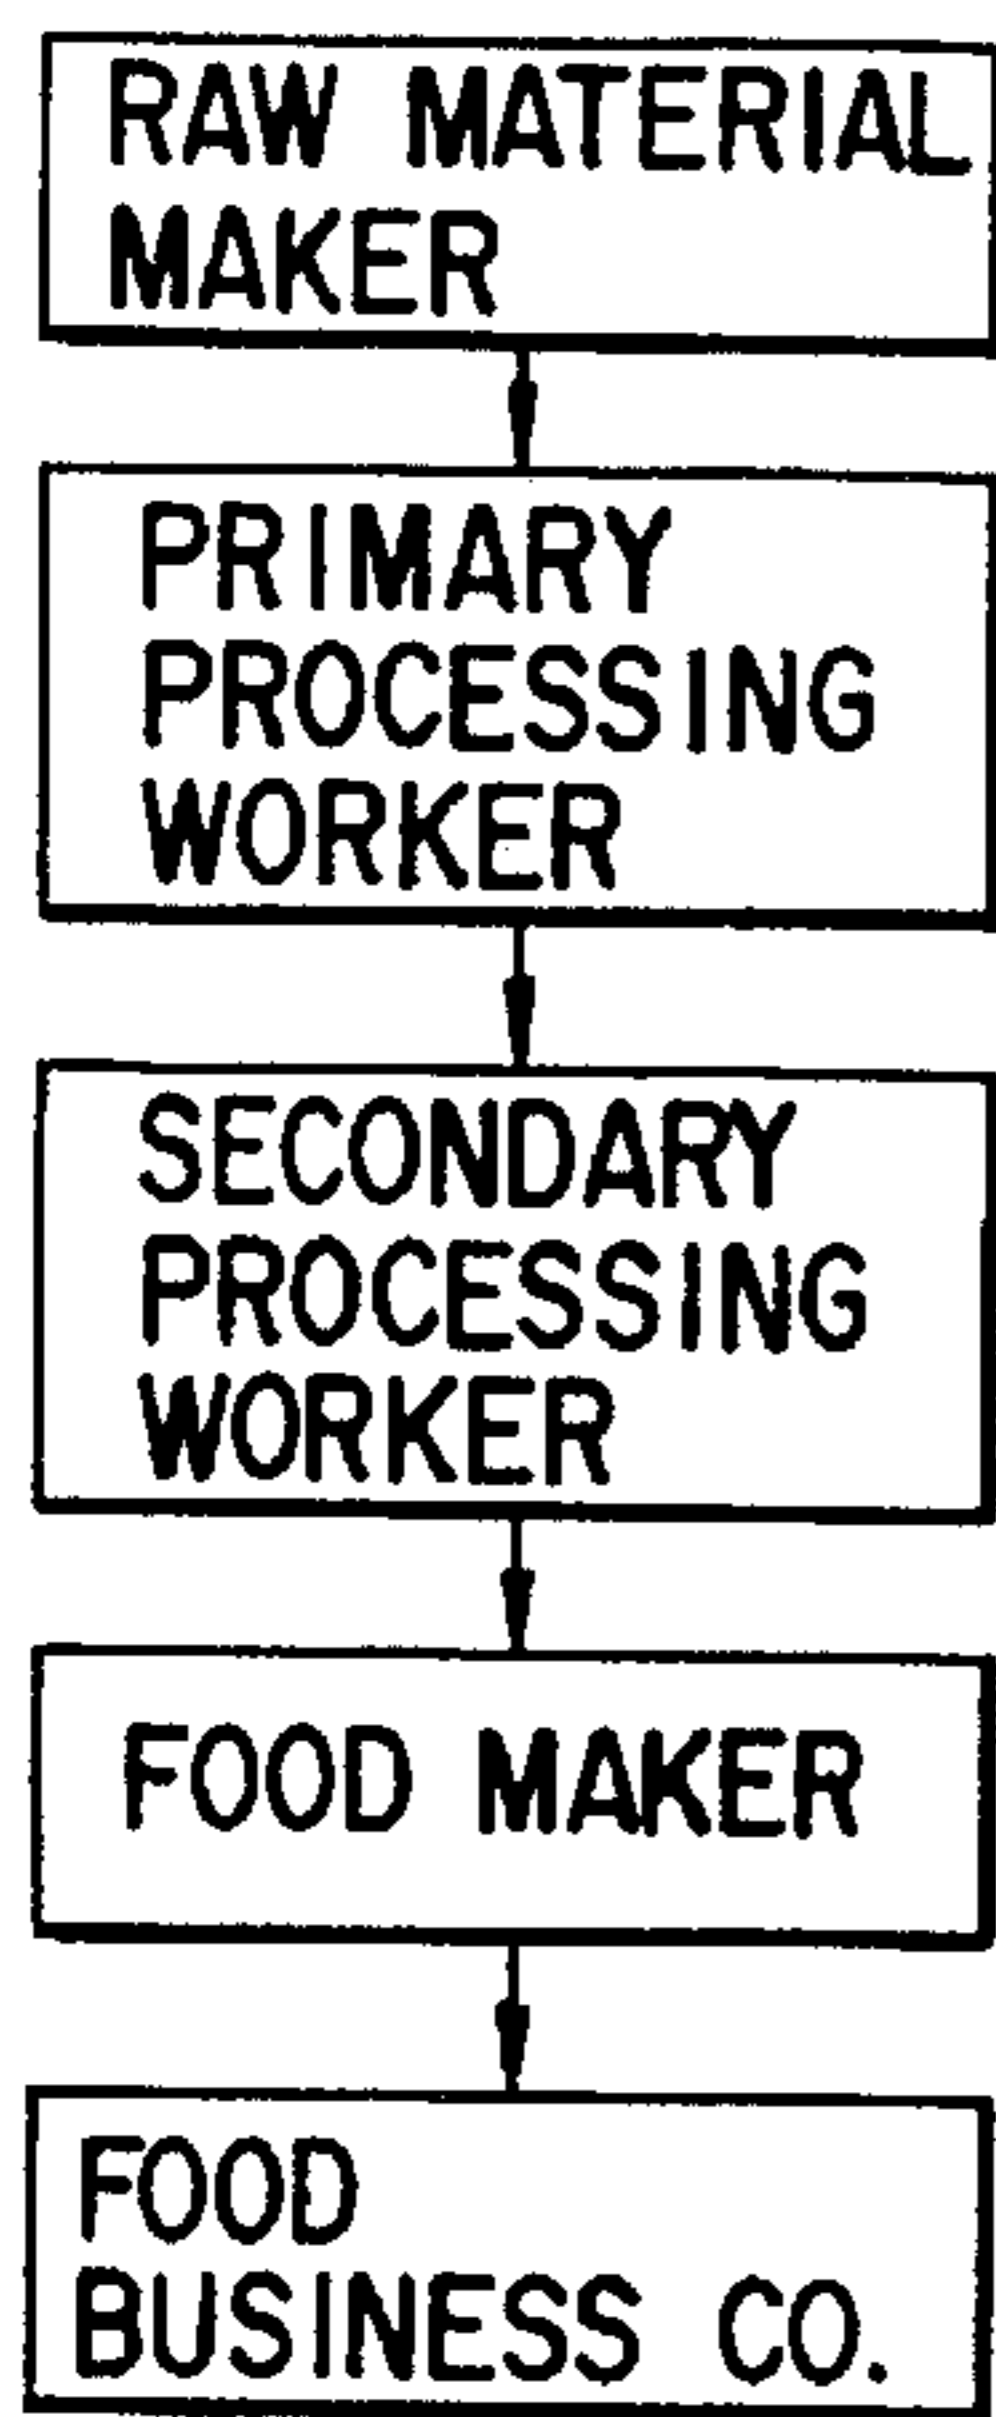 RAW MATERIAL
MAKER
PRIMARY
PROCESSING
WORKER
SECONDARY
PROCESSING
WORKER
FOOD MAKER
FOOD
BUSINESS CO.